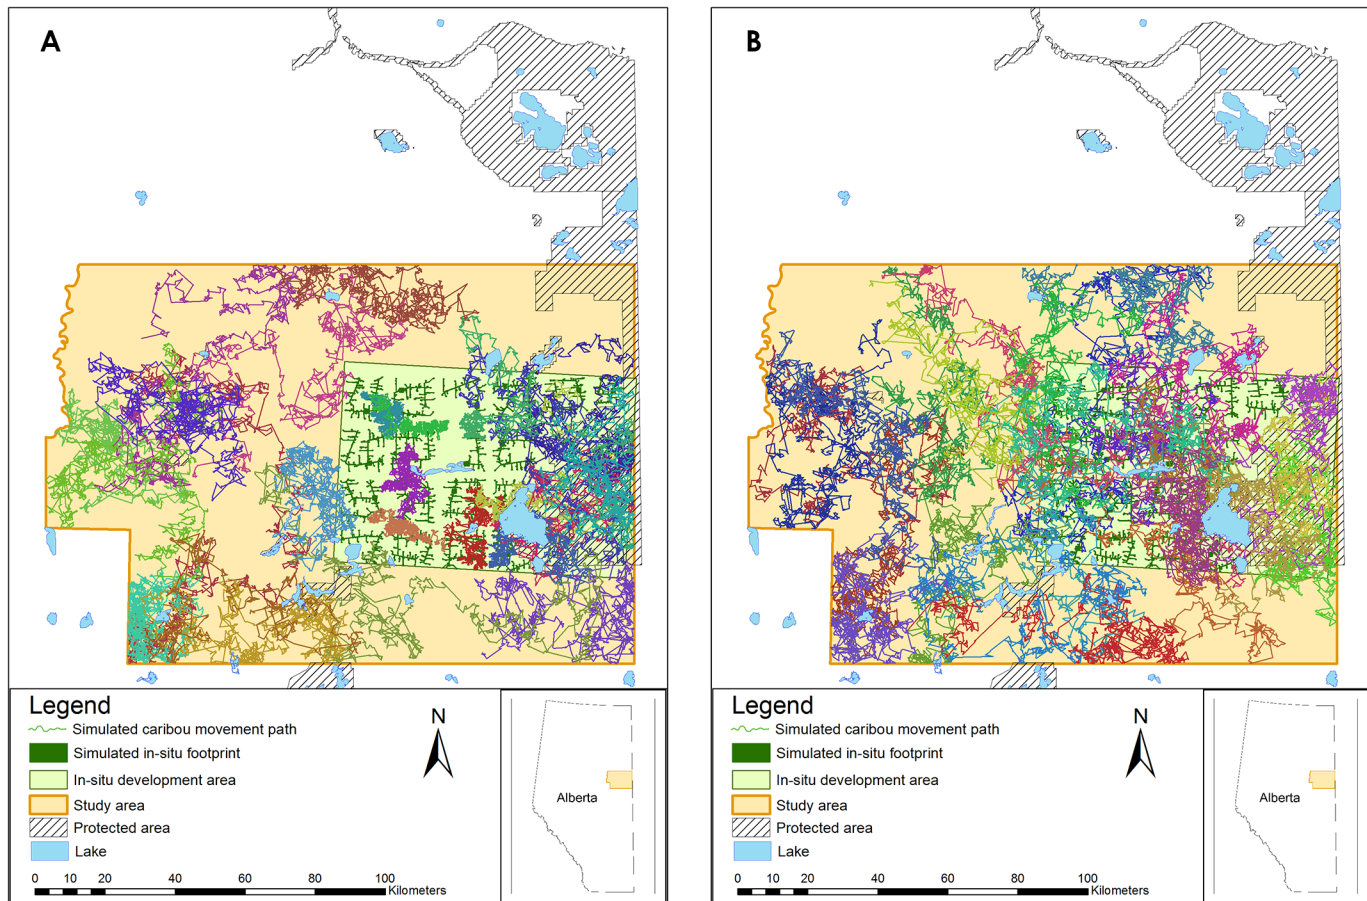 A
Legend
Simulated caribou movement path
Simulated in-situ footprint
In-situ development area
Study area
Protected area
Lake
N
0 10 20 40 60 80 100
Kilometers
Alberta
B
Legend
Simulated caribou movement path
Simulated in-situ footprint
In-situ development area
Study area
Protected area
Lake
N
0 10 20 40 60 80 100
Kilometers
Alberta